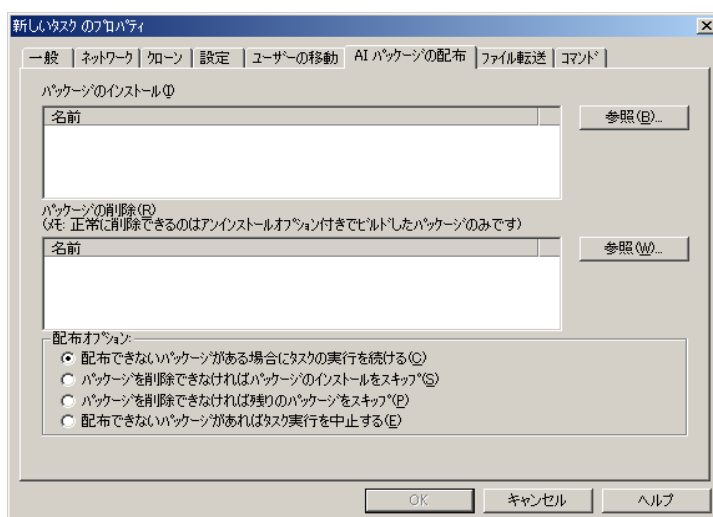 新しいタスク のプロパティ
一般 ネットワーク クローン 設定 ユーザーの移動 AI パッケージの配布 ファイル転送 コマンド
パッケージのインストール(I)
名前
参照(B)...
パッケージの削除(R)
(メモ: 正常に削除できるのはアンインストールオプション付きでビルドしたパッケージのみです)
名前
参照(W)...
配布オプション:
配布できないパッケージがある場合にタスクの実行を続ける(C)
パッケージを削除できなければパッケージのインストールをスキップ(S)
パッケージを削除できなければ残りのパッケージをスキップ(P)
配布できないパッケージがあればタスク実行を中止する(E)
OK キャンセル ヘルプ